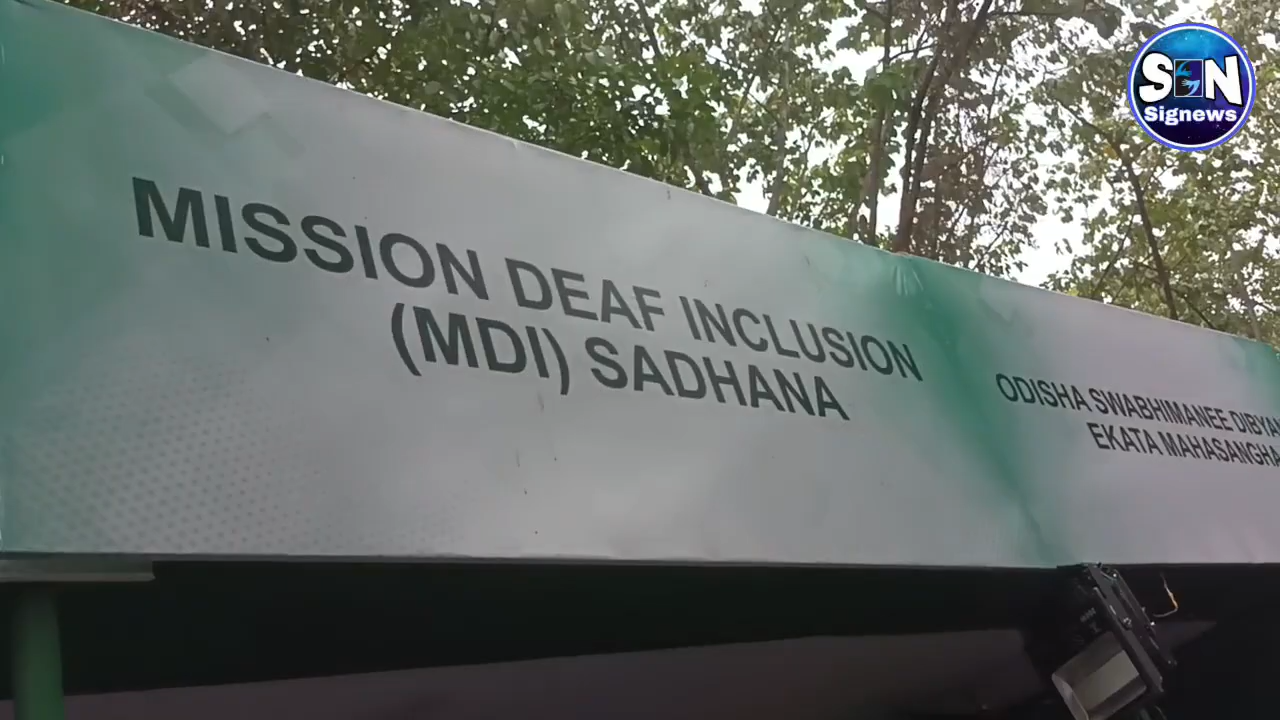 MISSION DEAF INCLUSION
(MDI) SADHANA
ODISHA SWABHIMANEE
EKATA MAHASANGHA
SGN
Signews